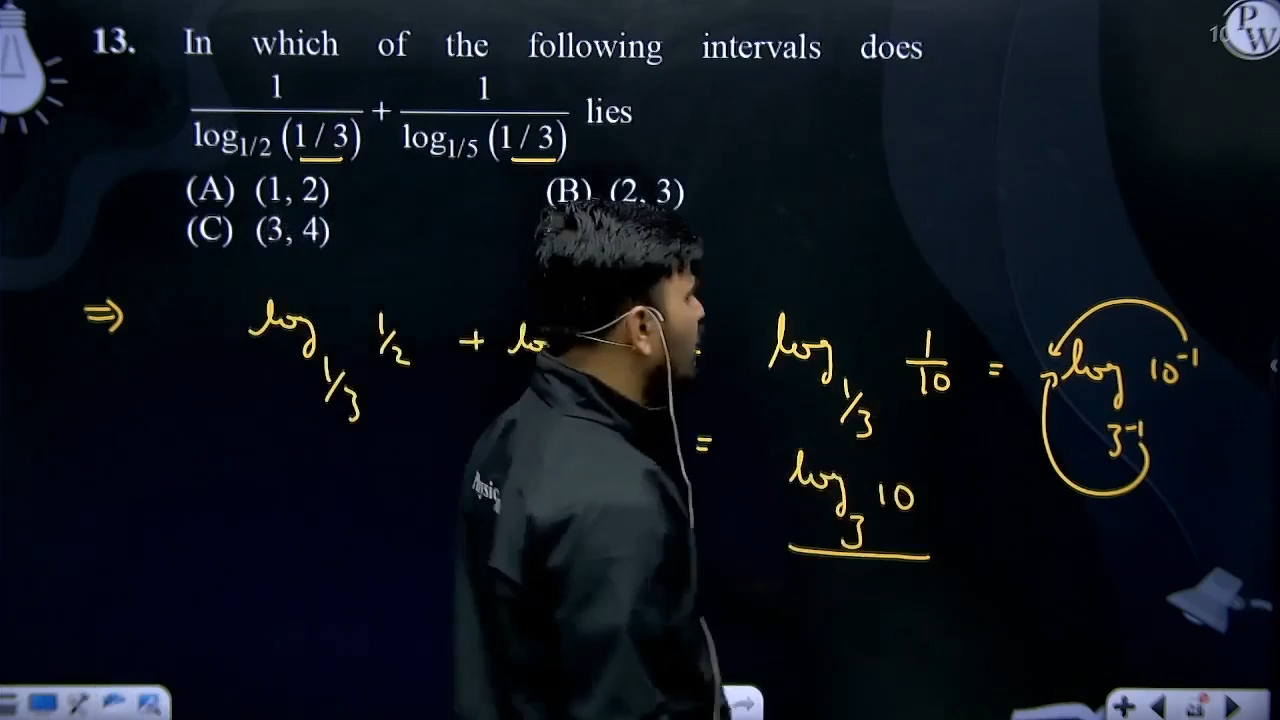 13. In which of the following intervals does
1/log_{1/2} (1/3) + 1/log_{1/5} (1/3) lies
(A) (1, 2) (B) (2, 3)
(C) (3, 4)
⇒ log_{1/3} 1/2 + lo log_{1/3} 1/10 = log_{3^{-1}} 10^{-1}
= log_3 10
PW